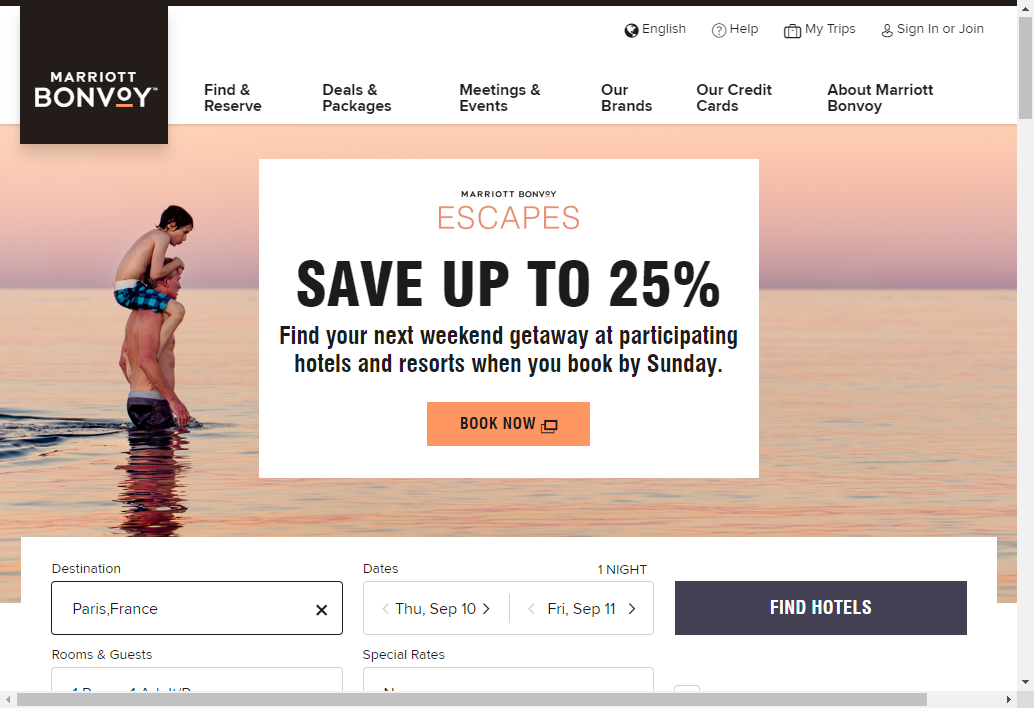 English
Help
My Trips
Sign In or Join
MARRIOTT
BONVOY™
Find &
Reserve
Deals &
Packages
Meetings &
Events
Our
Brands
Our Credit
Cards
About Marriott
Bonvoy
MARRIOTT BONVOY
ESCAPES
SAVE UP TO 25%
Find your next weekend getaway at participating
hotels and resorts when you book by Sunday.
BOOK NOW
Destination
Dates
1 NIGHT
Paris,France
Thu, Sep 10
Fri, Sep 11
FIND HOTELS
Rooms & Guests
Special Rates